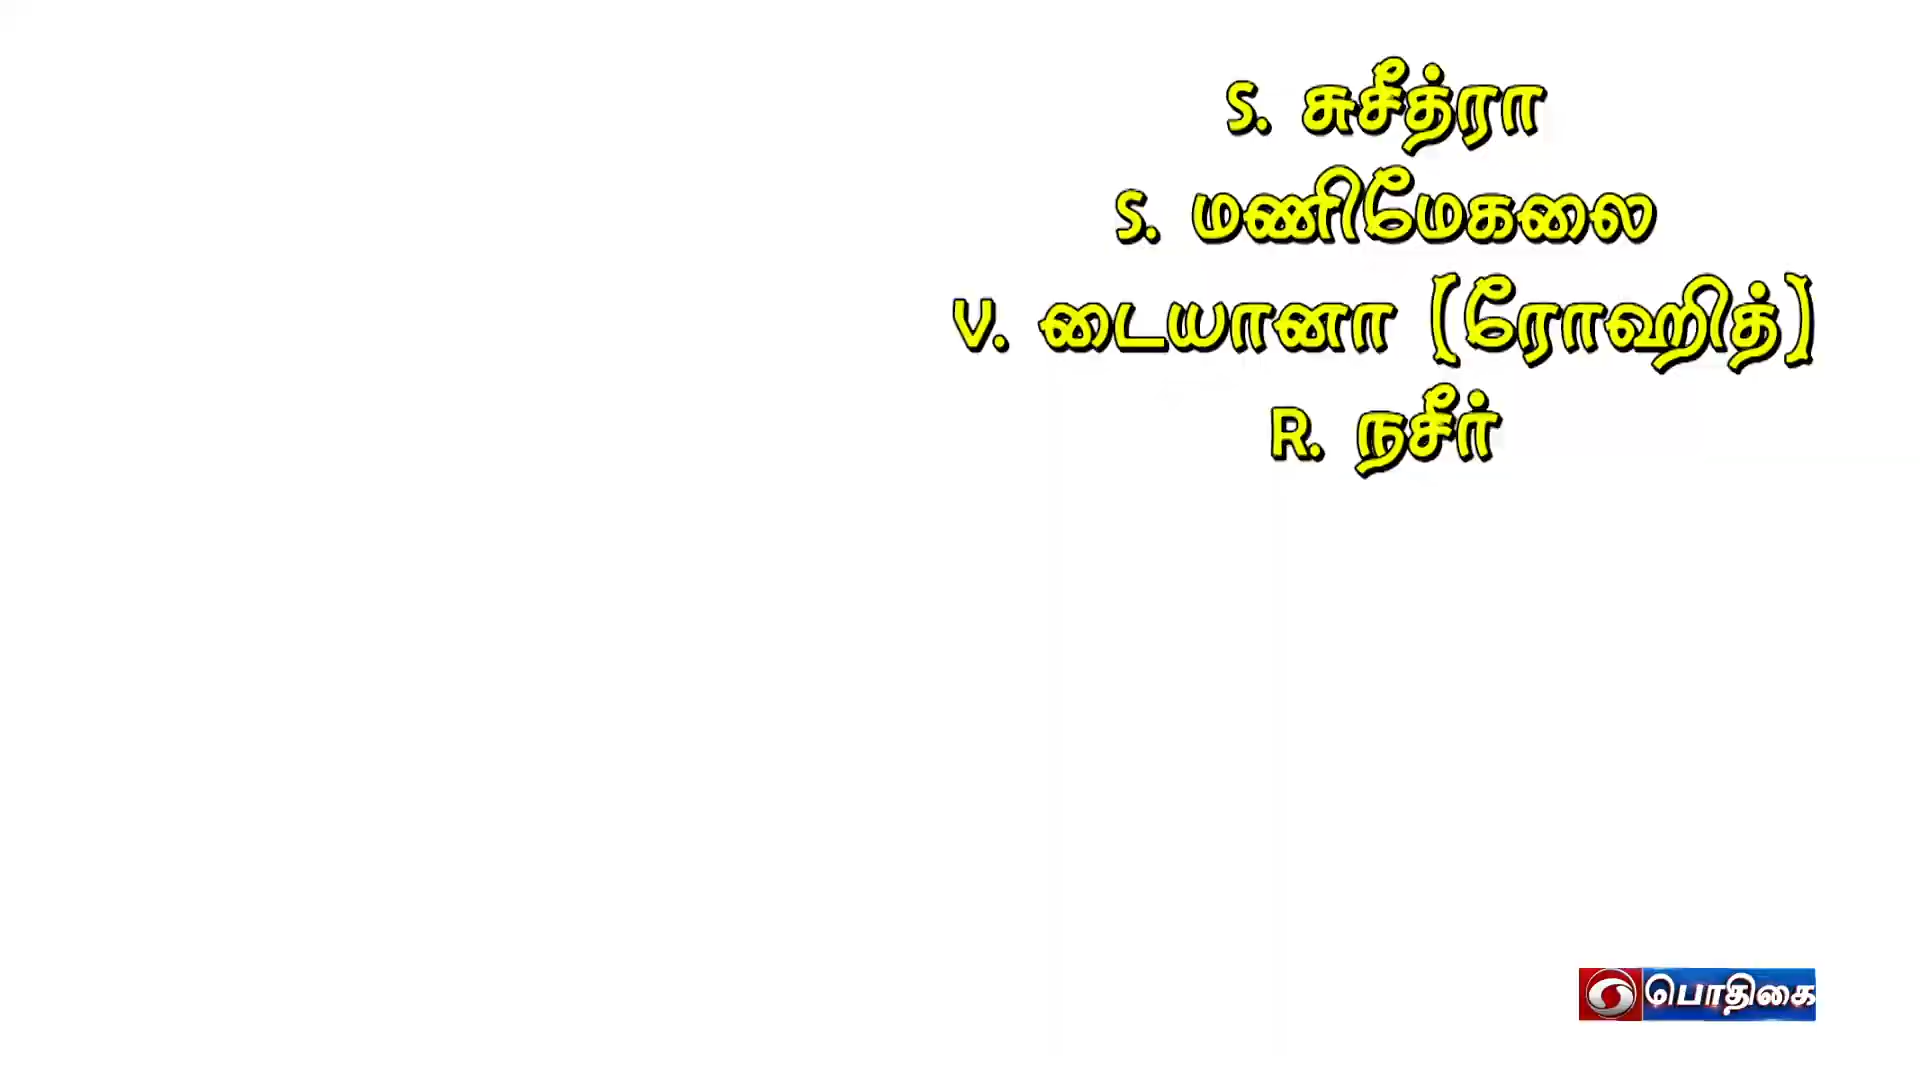 S. சுசீத்ரா
S. மணிமேகலை
V. டையானா (ரோஹித்)
R. நசீர்
பொதிகை